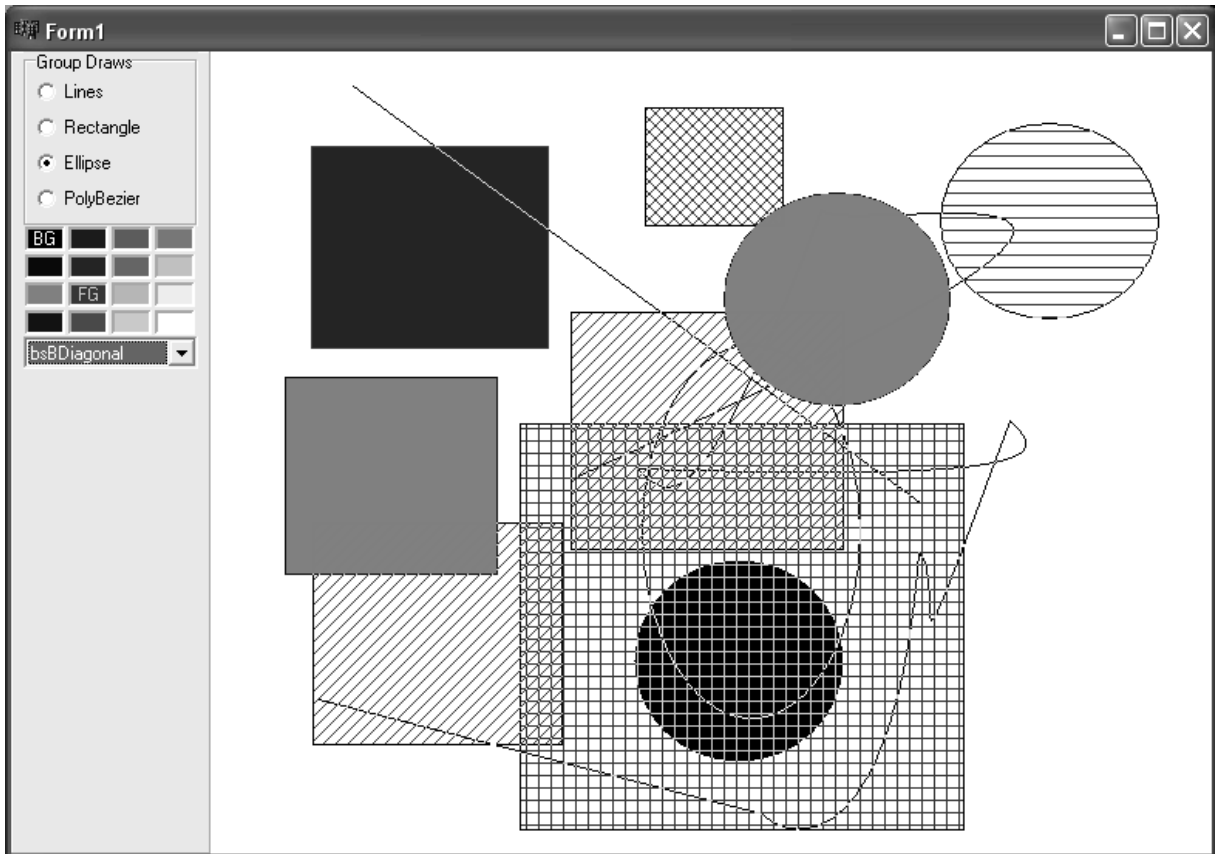 Form1
Group Draws
Lines
Rectangle
Ellipse
PolyBezier
BG
FG
bsBDiagonal